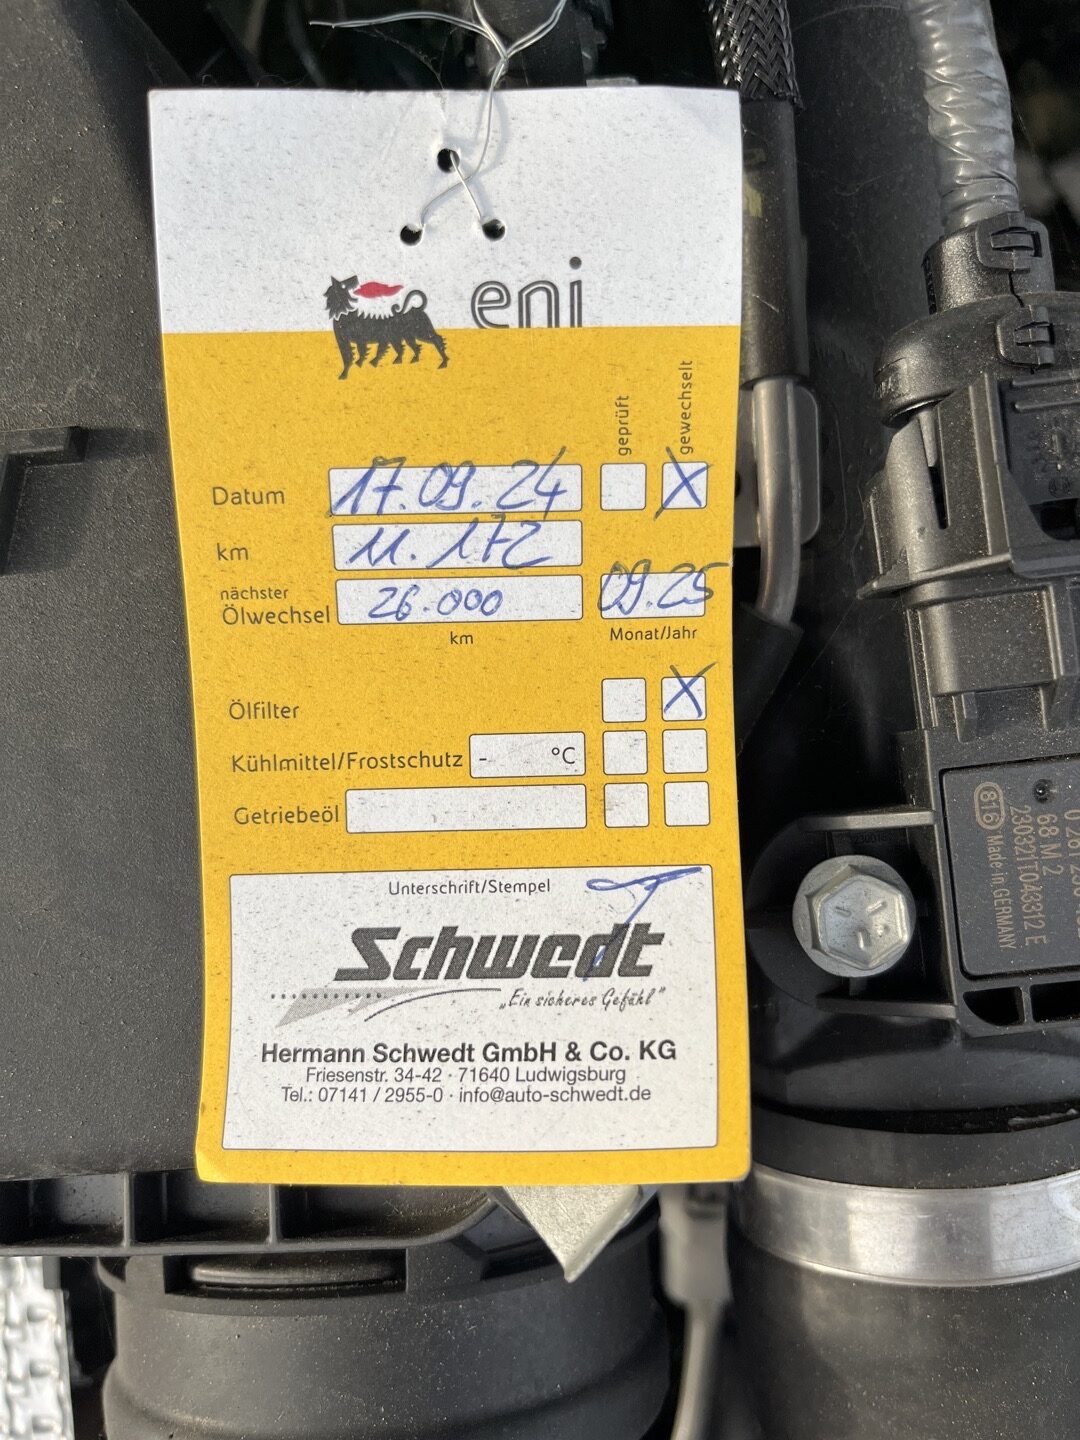 eni
geprüft
gewechselt
Datum 17.09.24 X
km 11.172
nächster
Ölwechsel 26.000 09.25
km Monat/Jahr
Ölfilter X
Kühlmittel/Frostschutz - °C
Getriebeöl
Unterschrift/Stempel
Schwedt
„Ein sicheres Gefühl"
Hermann Schwedt GmbH & Co. KG
Friesenstr. 34-42 · 71640 Ludwigsburg
Tel.: 07141 / 2955-0 · info@auto-schwedt.de
68 M 2
230321T043312 E
816 Made in GERMANY